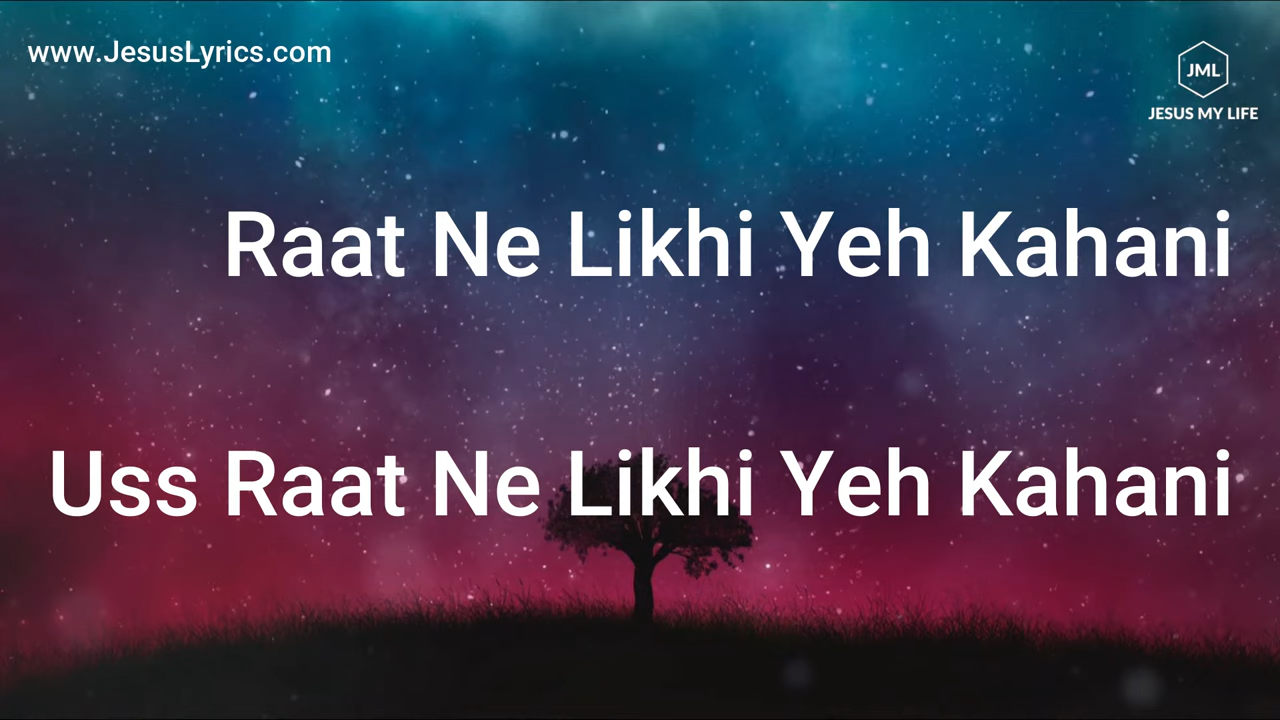 www.JesusLyrics.com
JML
JESUS MY LIFE
Raat Ne Likhi Yeh Kahani
Uss Raat Ne Likhi Yeh Kahani